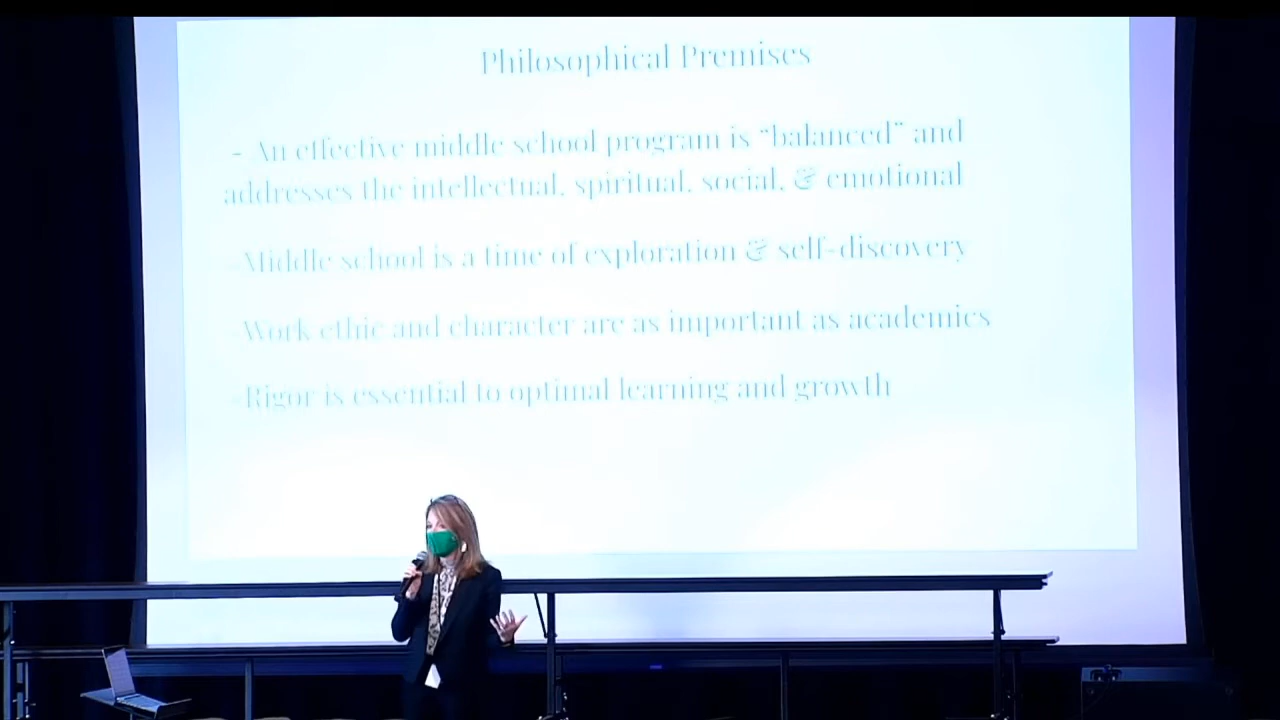 Philosophical Premises
- An effective middle school program is “balanced” and
addresses the intellectual, spiritual, social, & emotional
-Middle school is a time of exploration & self-discovery
-Work ethic and character are as important as academics
-Rigor is essential to optimal learning and growth